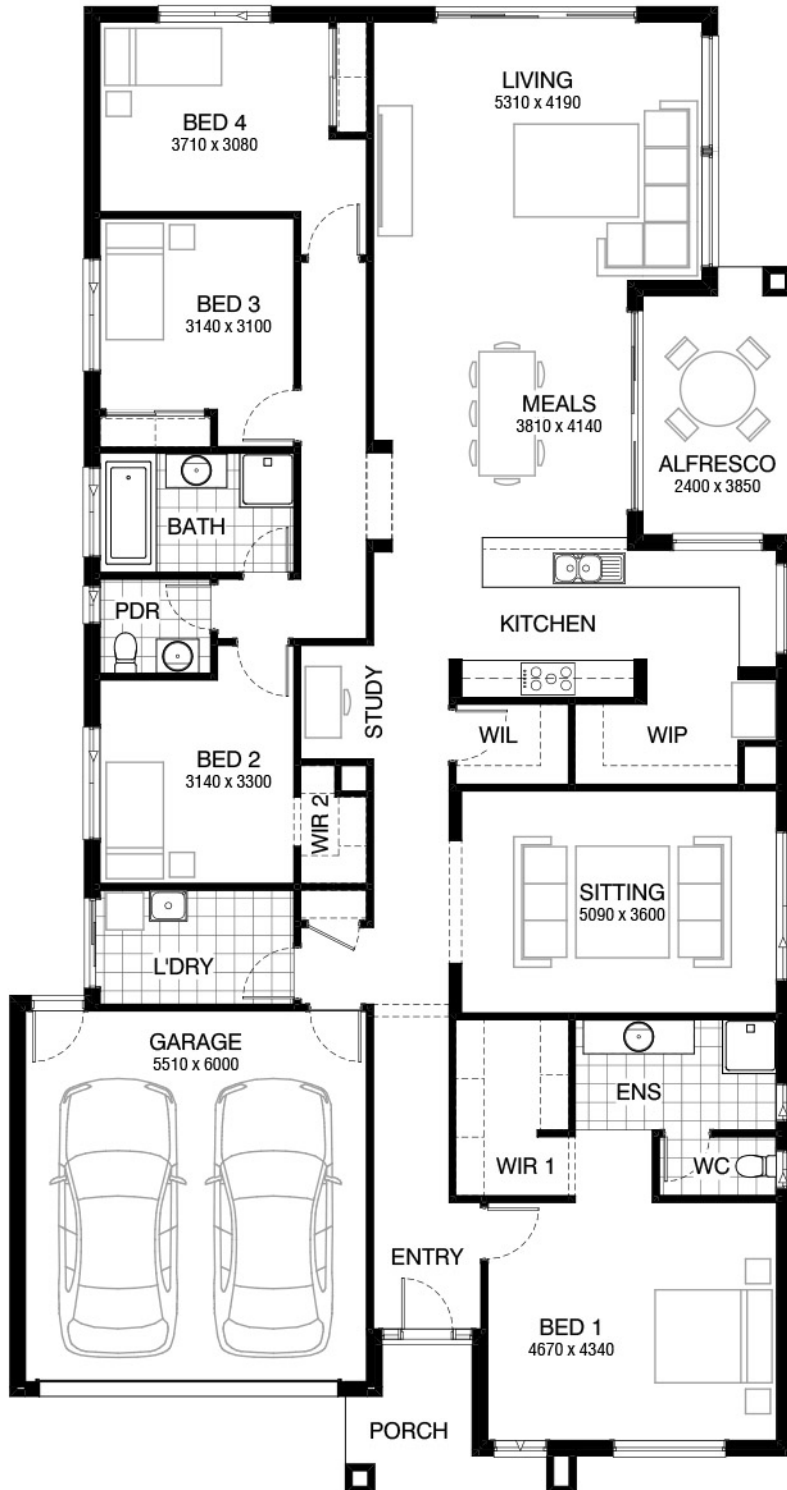 LIVING
5310 x 4190
BED 4
3710 x 3080
BED 3
3140 x 3100
MEALS
3810 x 4140
ALFRESCO
2400 x 3850
BATH
PDR
KITCHEN
STUDY
WIL
WIP
BED 2
3140 x 3300
WIR 2
SITTING
5090 x 3600
L'DRY
GARAGE
5510 x 6000
ENS
WIR 1
WC
ENTRY
BED 1
4670 x 4340
PORCH